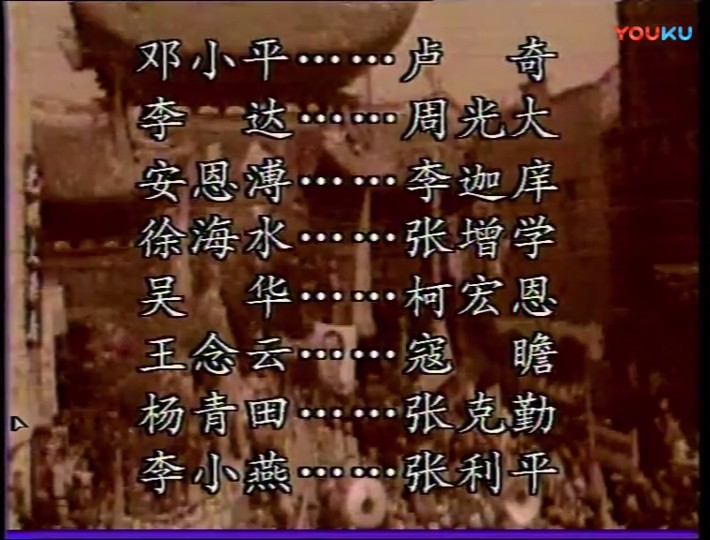 YOUKU
邓小平……卢 奇
李 达……周光大
安恩溥……李迦庠
徐海水……张增学
吴 华……柯宏恩
王念云……寇 瞻
杨青田……张克勤
李小燕……张利平